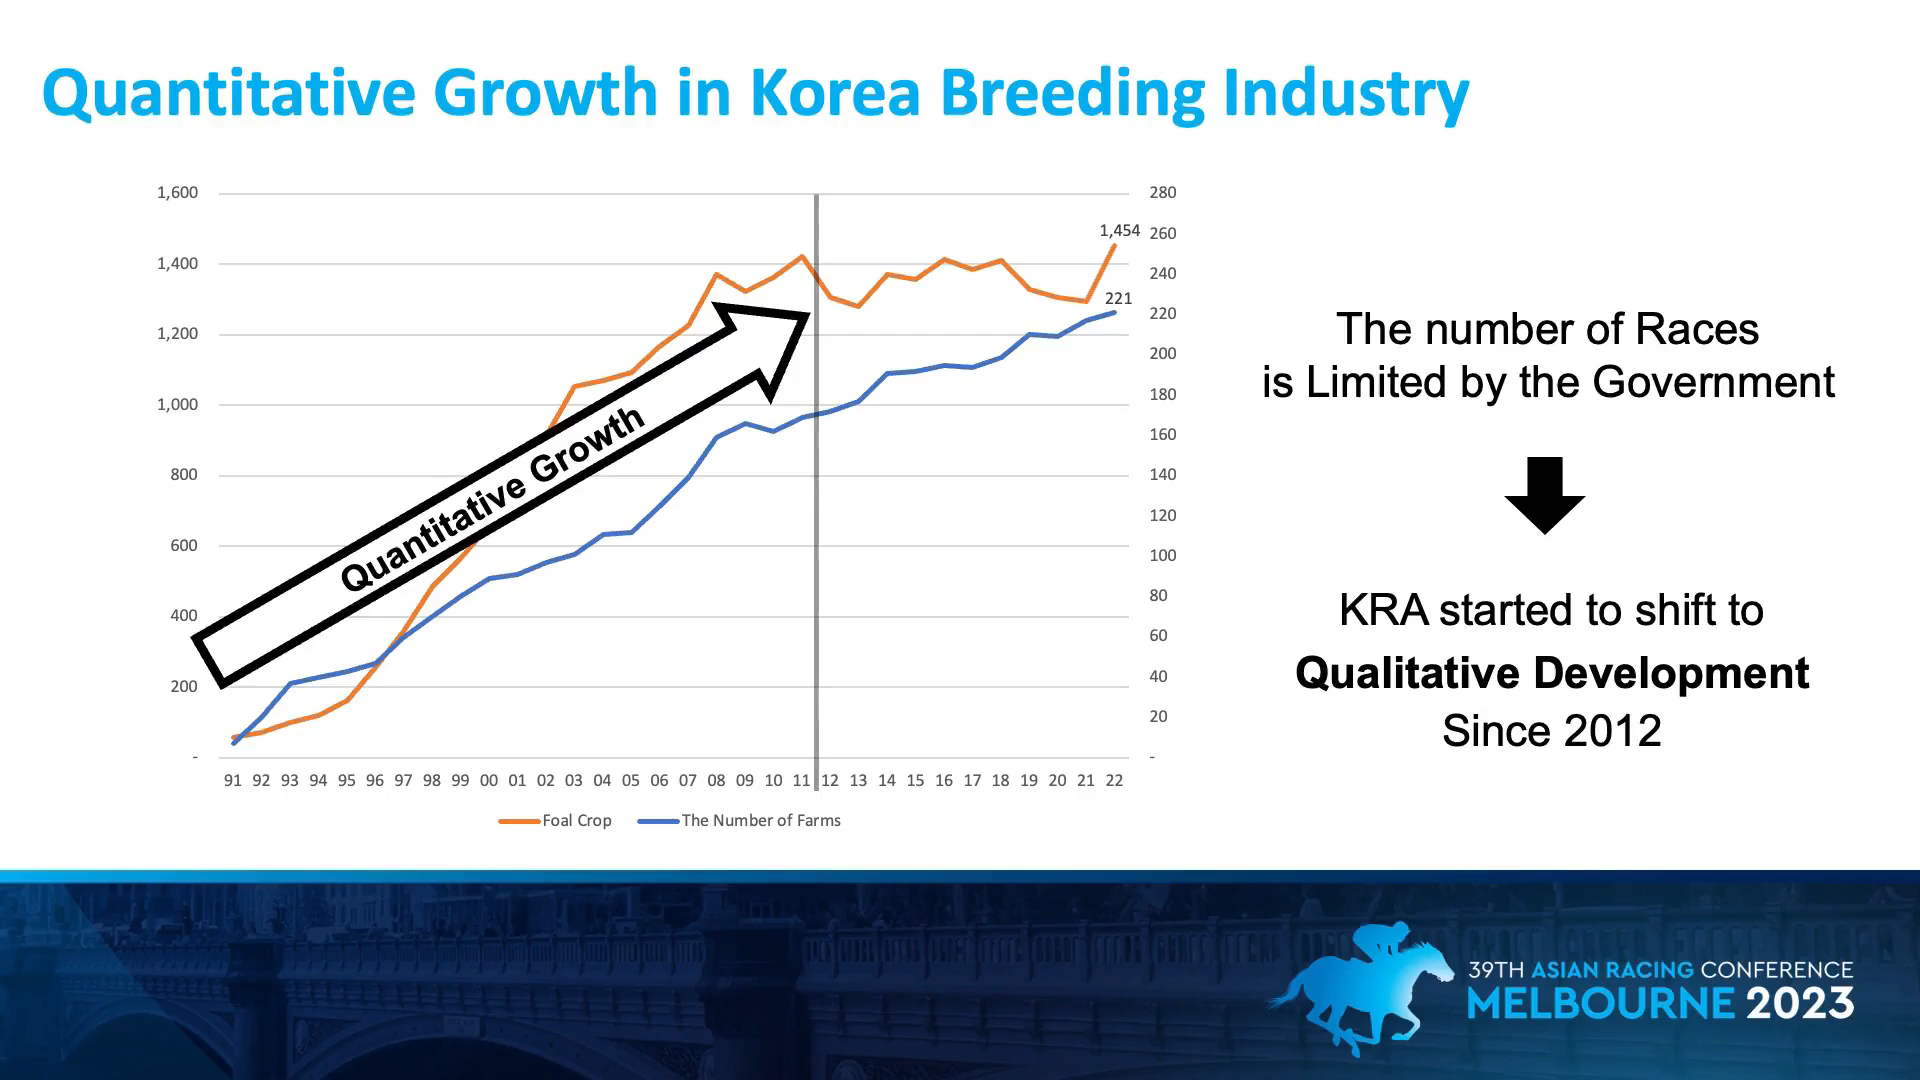 Quantitative Growth in Korea Breeding Industry
1,600
1,400
1,200
1,000
800
600
400
200
-
280
260
240
220
200
180
160
140
120
100
80
60
40
20
-
1,454
221
Quantitative Growth
91 92 93 94 95 96 97 98 99 00 01 02 03 04 05 06 07 08 09 10 11 12 13 14 15 16 17 18 19 20 21 22
Foal Crop The Number of Farms
The number of Races
is Limited by the Government
KRA started to shift to
Qualitative Development
Since 2012
39TH ASIAN RACING CONFERENCE
MELBOURNE 2023